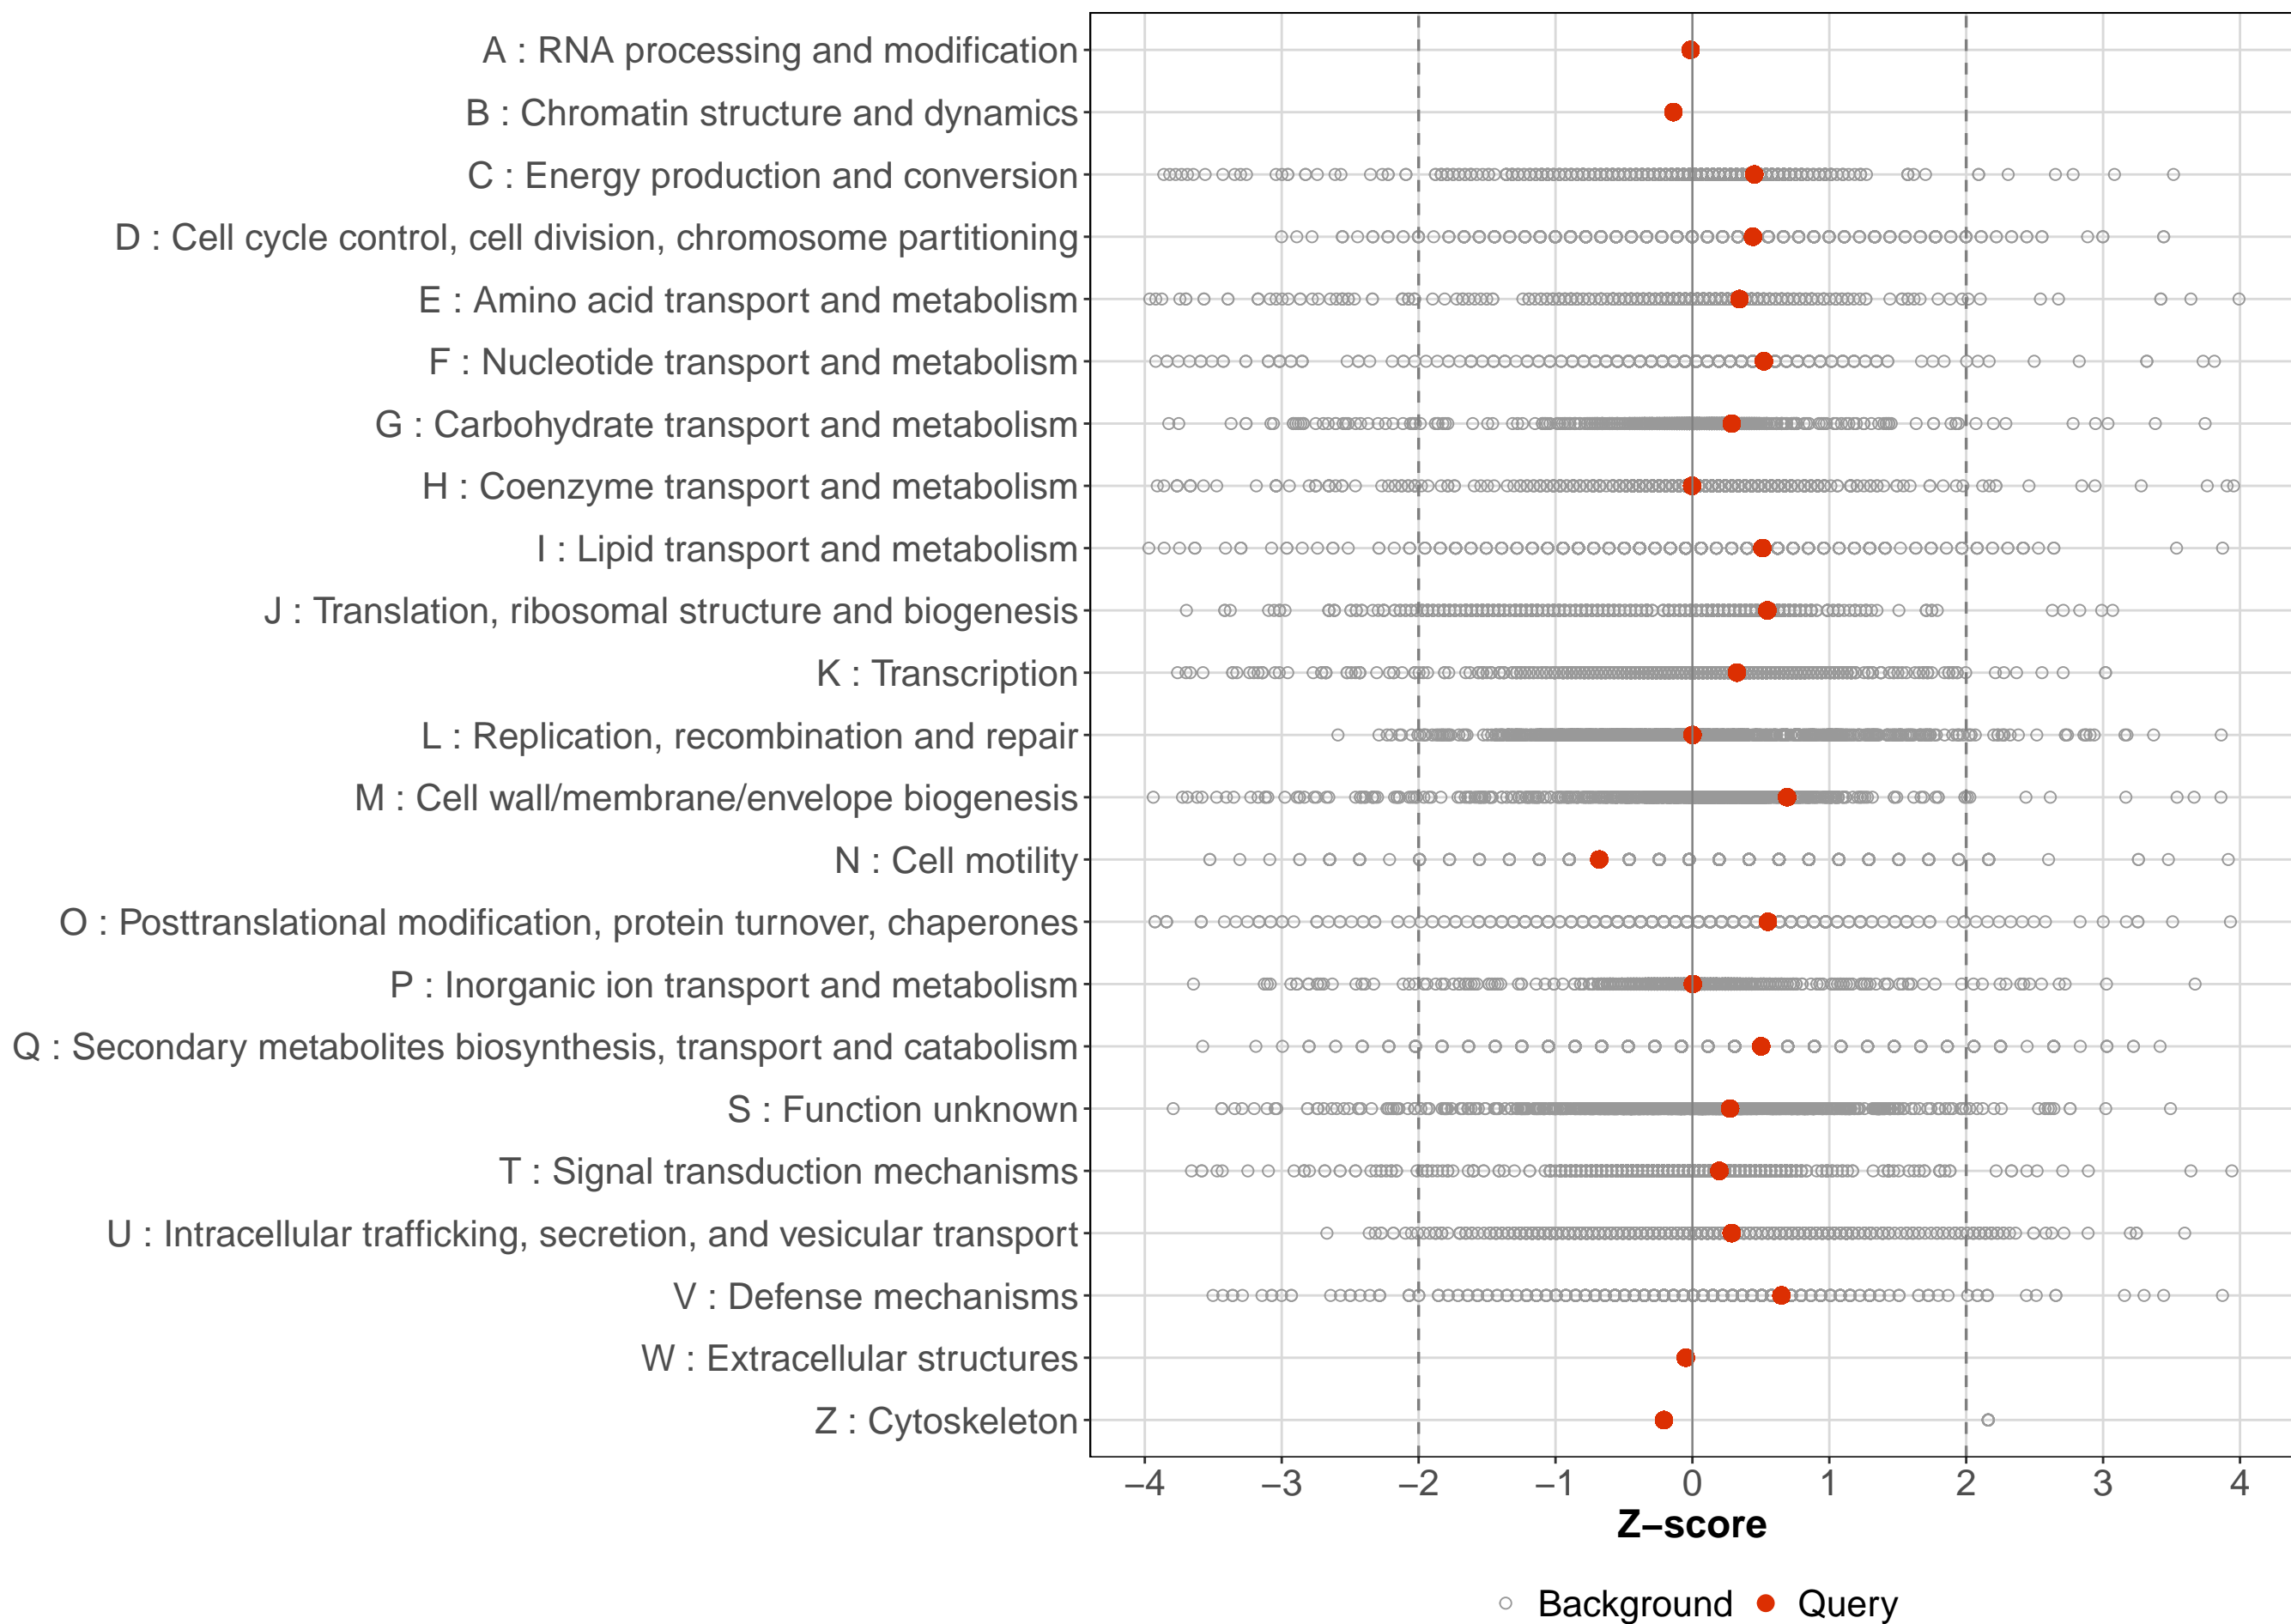 A : RNA processing and modification
B : Chromatin structure and dynamics
C : Energy production and conversion
D : Cell cycle control, cell division, chromosome partitioning
E : Amino acid transport and metabolism
F : Nucleotide transport and metabolism
G : Carbohydrate transport and metabolism
H : Coenzyme transport and metabolism
I : Lipid transport and metabolism
J : Translation, ribosomal structure and biogenesis
K : Transcription
L : Replication, recombination and repair
M : Cell wall/membrane/envelope biogenesis
N : Cell motility
O : Posttranslational modification, protein turnover, chaperones
P : Inorganic ion transport and metabolism
Q : Secondary metabolites biosynthesis, transport and catabolism
S : Function unknown
T : Signal transduction mechanisms
U : Intracellular trafficking, secretion, and vesicular transport
V : Defense mechanisms
W : Extracellular structures
Z : Cytoskeleton
−4 −3 −2 −1 0 1 2 3 4
Z−score
Background Query